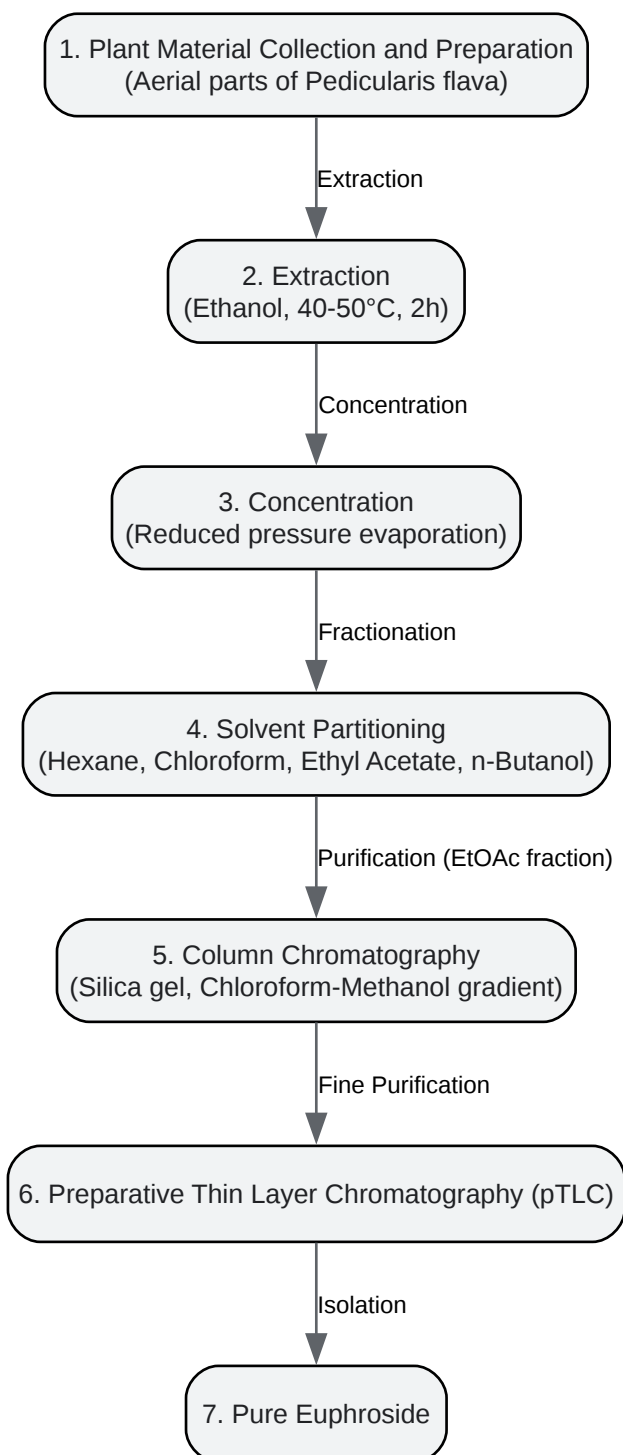 1. Plant Material Collection and Preparation
(Aerial parts of Pedicularis flava)
Extraction
2. Extraction
(Ethanol, 40-50°C, 2h)
Concentration
3. Concentration
(Reduced pressure evaporation)
Fractionation
4. Solvent Partitioning
(Hexane, Chloroform, Ethyl Acetate, n-Butanol)
Purification (EtOAc fraction)
5. Column Chromatography
(Silica gel, Chloroform-Methanol gradient)
Fine Purification
6. Preparative Thin Layer Chromatography (pTLC)
Isolation
7. Pure Euphroside